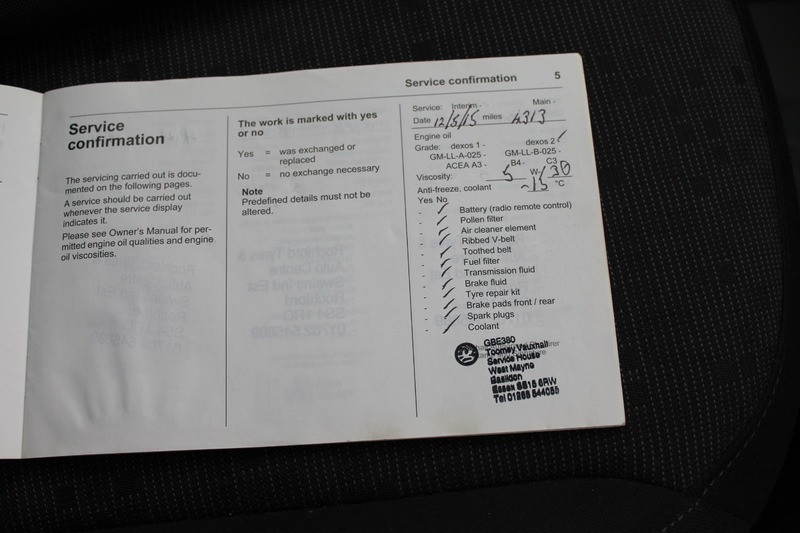 Service confirmation 5
Service
confirmation
The servicing carried out is docu-
mented on the following pages.
A service should be carried out
whenever the service display
indicates it.
Please see Owner's Manual for per-
mitted engine oil qualities and engine
oil viscosities.
The work is marked with yes
or no
Yes = was exchanged or
replaced
No = no exchange necessary
Note
Predefined details must not be
altered.
Service: Interim - Main -
Date 12/5/15 miles 4313
Engine oil
Grade: dexos 1 - dexos 2 ✓
GM-LL-A-025 - GM-LL-B-025 -
ACEA A3 - B4 - C3
Viscosity: 5 W- / 30
Anti-freeze, coolant -15 °C
Yes No
- ✓ Battery (radio remote control)
- ✓ Pollen filter
- ✓ Air cleaner element
- ✓ Ribbed V-belt
- ✓ Toothed belt
- ✓ Fuel filter
- ✓ Transmission fluid
- ✓ Brake fluid
- ✓ Tyre repair kit
- ✓ Brake pads front / rear
- ✓ Spark plugs
- ✓ Coolant
GBE380
Toomey Vauxhall
Service House
West Mayne
Basildon
Essex SS15 6RW
Tel 01268 544055